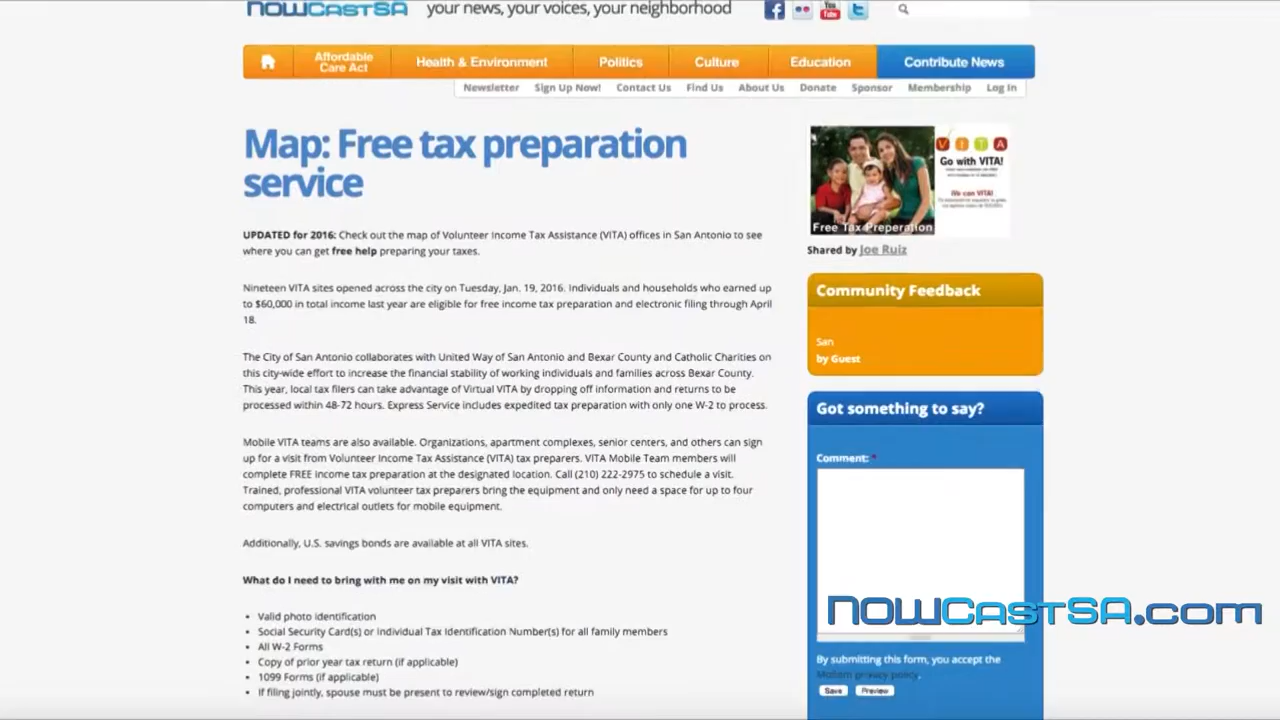 NOWCASTSA your news, your voices, your neighborhood
Affordable
Care Act
Health & Environment
Politics
Culture
Education
Contribute News
Newsletter Sign Up Now! Contact Us Find Us About Us Donate Sponsor Membership Log In
Map: Free tax preparation
service
UPDATED for 2016: Check out the map of Volunteer Income Tax Assistance (VITA) offices in San Antonio to see
where you can get free help preparing your taxes.
Nineteen VITA sites opened across the city on Tuesday, Jan. 19, 2016. Individuals and households who earned up
to $60,000 in total income last year are eligible for free income tax preparation and electronic filing through April
18.
The City of San Antonio collaborates with United Way of San Antonio and Bexar County and Catholic Charities on
this city-wide effort to increase the financial stability of working individuals and families across Bexar County.
This year, local tax filers can take advantage of Virtual VITA by dropping off information and returns to be
processed within 48-72 hours. Express Service includes expedited tax preparation with only one W-2 to process.
Mobile VITA teams are also available. Organizations, apartment complexes, senior centers, and others can sign
up for a visit from Volunteer Income Tax Assistance (VITA) tax preparers. VITA Mobile Team members will
complete FREE income tax preparation at the designated location. Call (210) 222-2975 to schedule a visit.
Trained, professional VITA volunteer tax preparers bring the equipment and only need a space for up to four
computers and electrical outlets for mobile equipment.
Additionally, U.S. savings bonds are available at all VITA sites.
What do I need to bring with me on my visit with VITA?
• Valid photo identification
• Social Security Card(s) or Individual Tax Identification Number(s) for all family members
• All W-2 Forms
• Copy of prior year tax return (if applicable)
• 1099 Forms (if applicable)
• If filing jointly, spouse must be present to review/sign completed return
VITA
Go with VITA!
We can VITA!
Free Tax Preperation
Shared by Joe Ruiz
Community Feedback
San
by Guest
Got something to say?
Comment: *
NOWCASTSA.com
By submitting this form, you accept the
Mollom privacy policy.
Save Preview